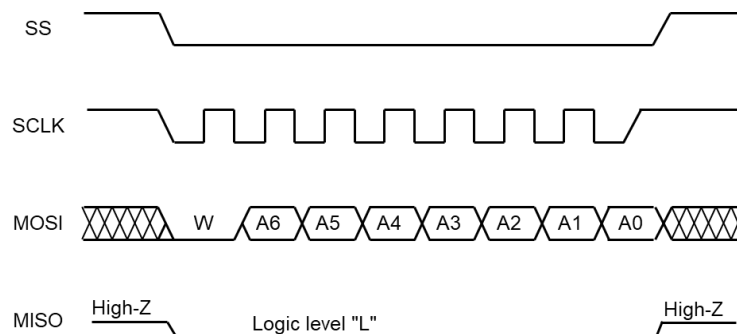 SS
SCLK
MOSI W A6 A5 A4 A3 A2 A1 A0
MISO High-Z Logic level "L" High-Z